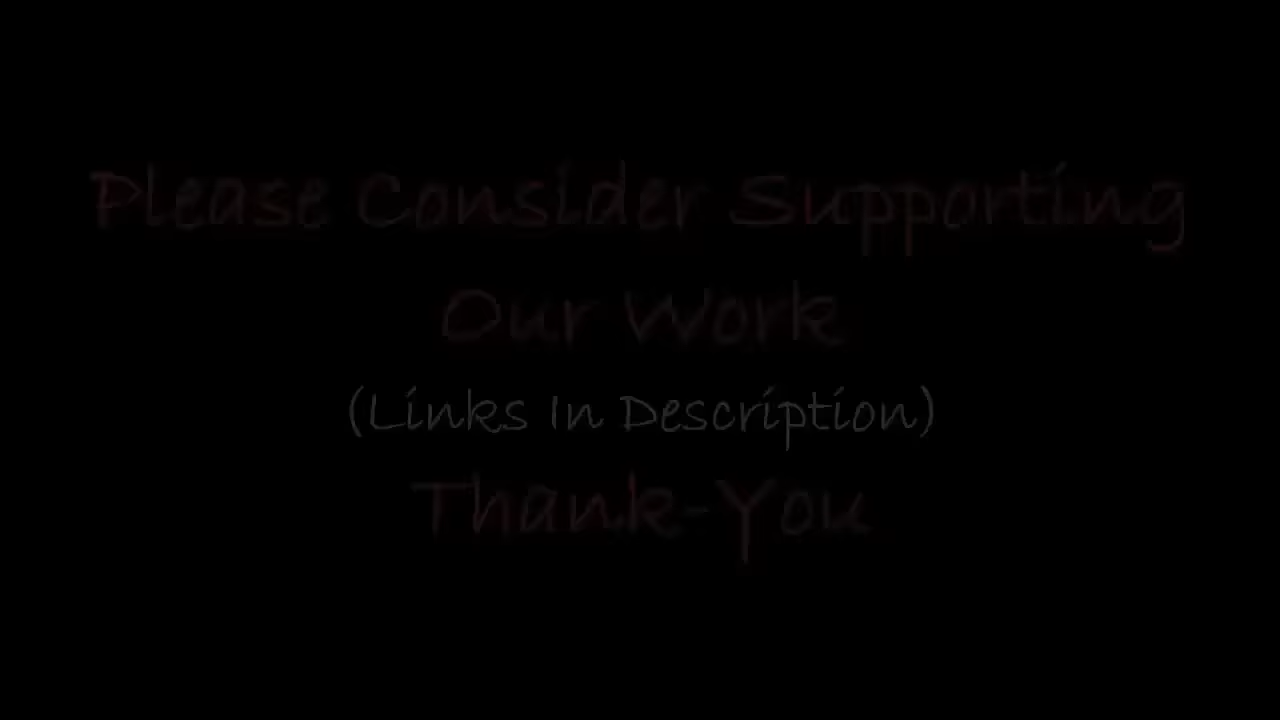 Please Consider Supporting
Our Work
(Links In Description)
Thank-You